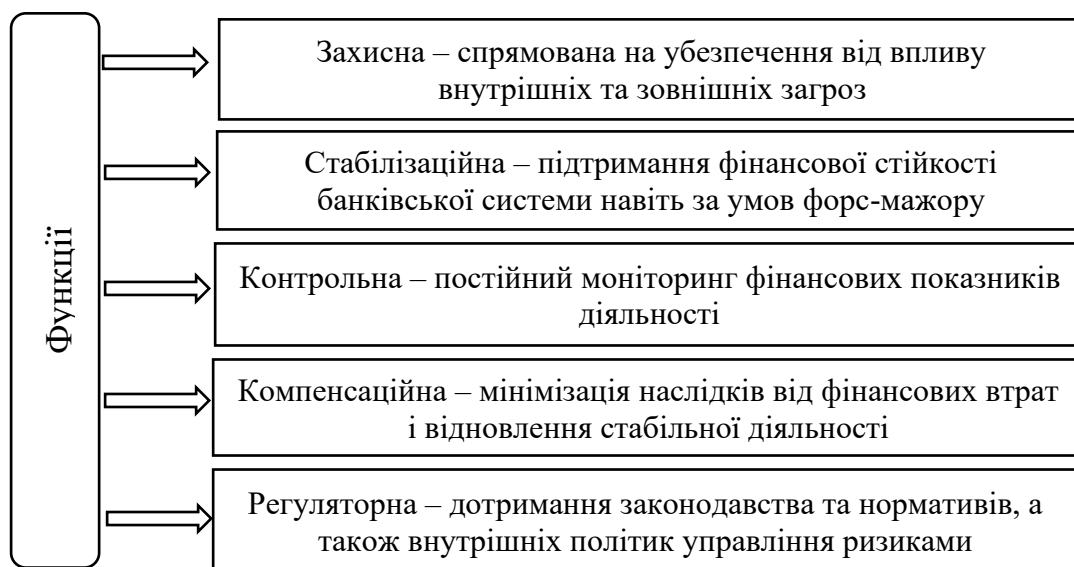 Функції
Захисна – спрямована на убезпечення від впливу
внутрішніх та зовнішніх загроз
Стабілізаційна – підтримання фінансової стійкості
банківської системи навіть за умов форс-мажору
Контрольна – постійний моніторинг фінансових показників
діяльності
Компенсаційна – мінімізація наслідків від фінансових втрат
і відновлення стабільної діяльності
Регуляторна – дотримання законодавства та нормативів, а
також внутрішніх політик управління ризиками